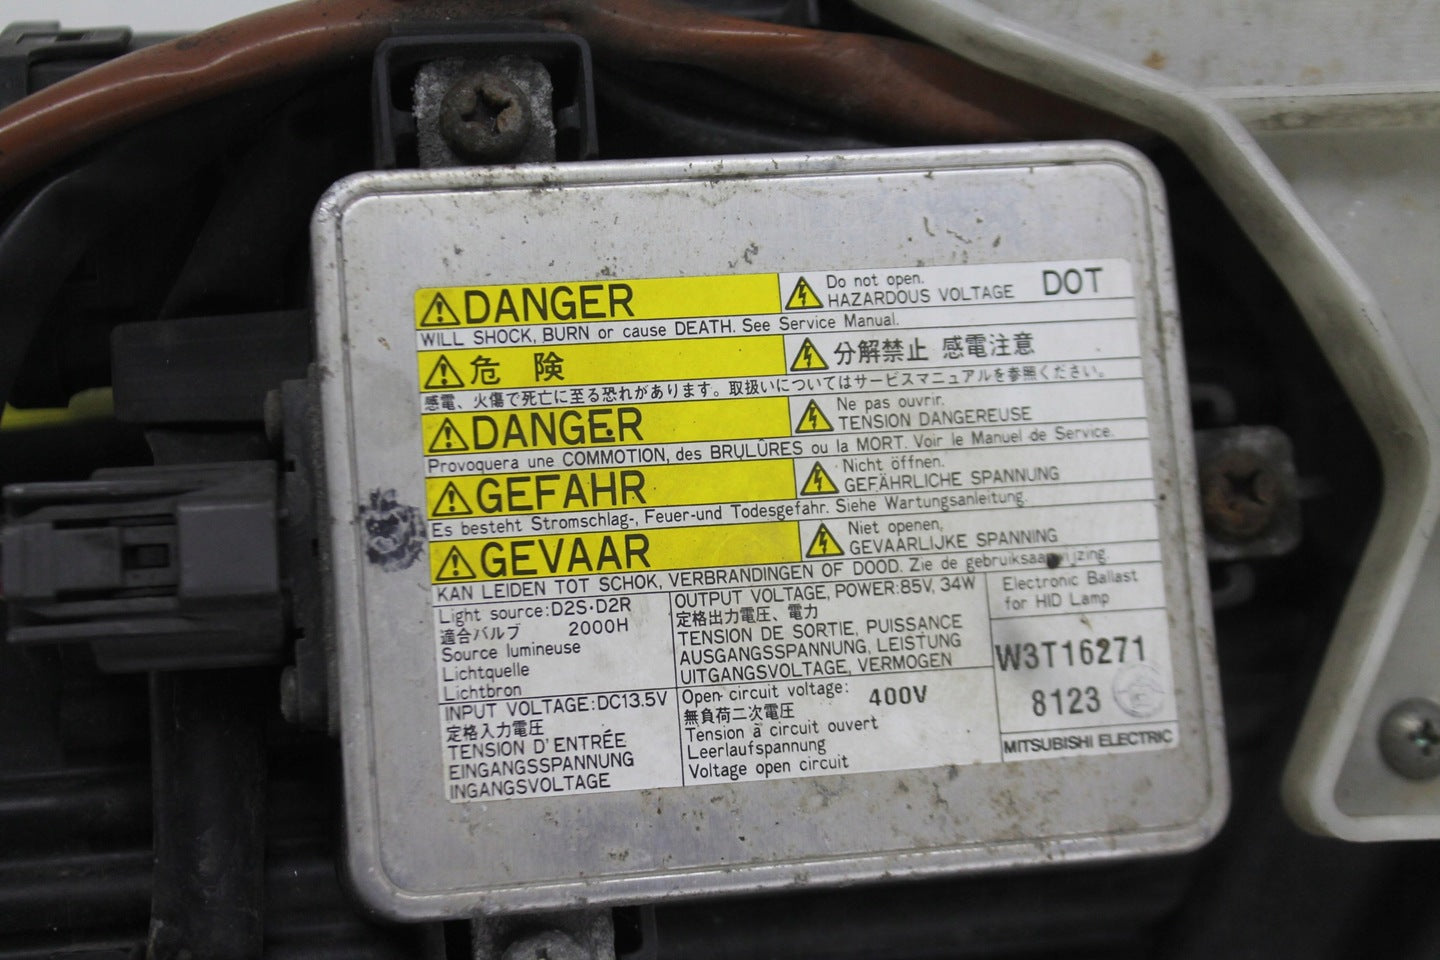 DANGER
Do not open.
HAZARDOUS VOLTAGE
DOT
WILL SHOCK, BURN or cause DEATH. See Service Manual.
危 険
分解禁止 感電注意
感電、火傷で死亡に至る恐れがあります。取扱いについてはサービスマニュアルを参照ください。
DANGER
Ne pas ouvrir.
TENSION DANGEREUSE
Provoquera une COMMOTION, des BRULÛRES ou la MORT. Voir le Manuel de Service.
GEFAHR
Nicht öffnen.
GEFÄHRLICHE SPANNUNG
Es besteht Stromschlag-, Feuer-und Todesgefahr. Siehe Wartungsanleitung.
GEVAAR
Niet openen,
GEVAARLIJKE SPANNING
KAN LEIDEN TOT SCHOK, VERBRANDINGEN OF DOOD. Zie de gebruiksaanwijzing.
Light source:D2S·D2R
適合バルブ 2000H
Source lumineuse
Lichtquelle
Lichtbron
INPUT VOLTAGE:DC13.5V
定格入力電圧
TENSION D'ENTRÉE
EINGANGSSPANNUNG
INGANGSVOLTAGE
OUTPUT VOLTAGE, POWER:85V, 34W
定格出力電圧、電力
TENSION DE SORTIE, PUISSANCE
AUSGANGSSPANNUNG, LEISTUNG
UITGANGSVOLTAGE, VERMOGEN
Open circuit voltage: 400V
無負荷二次電圧
Tension à circuit ouvert
Leerlaufspannung
Voltage open circuit
Electronic Ballast
for HID Lamp
W3T16271
8123
MITSUBISHI ELECTRIC